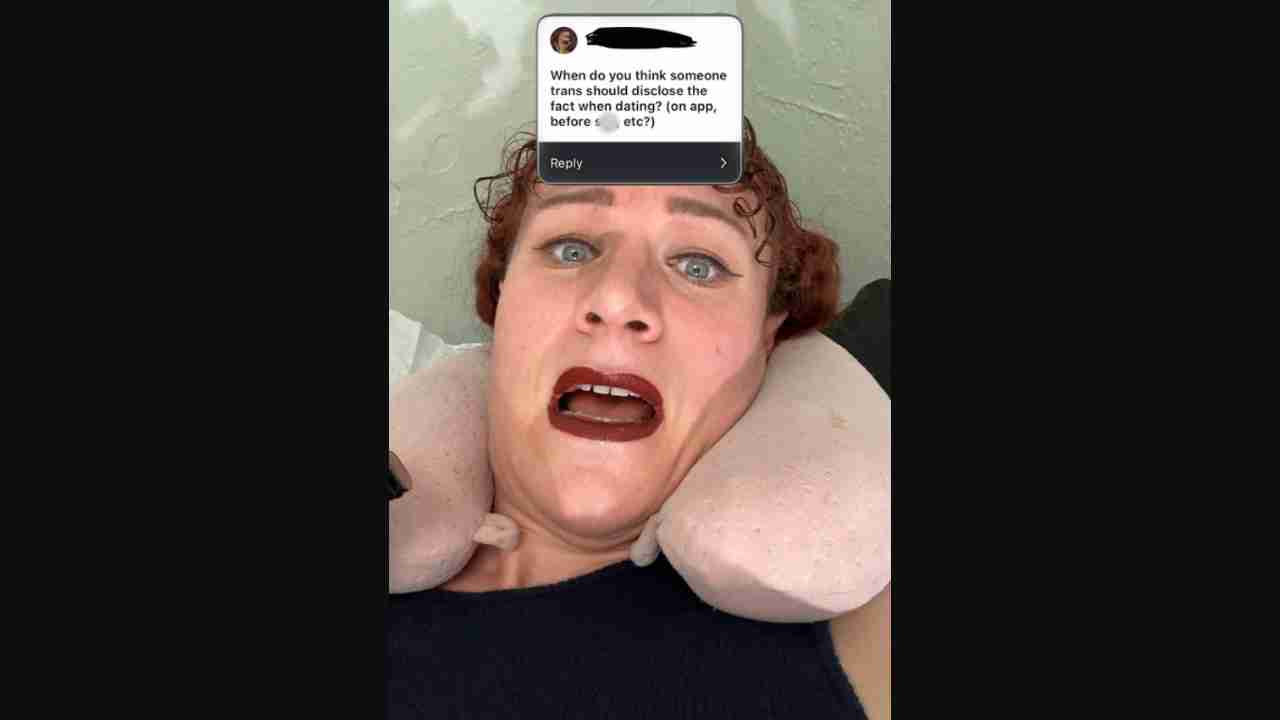 When do you think someone
trans should disclose the
fact when dating? (on app,
before etc?)
Reply